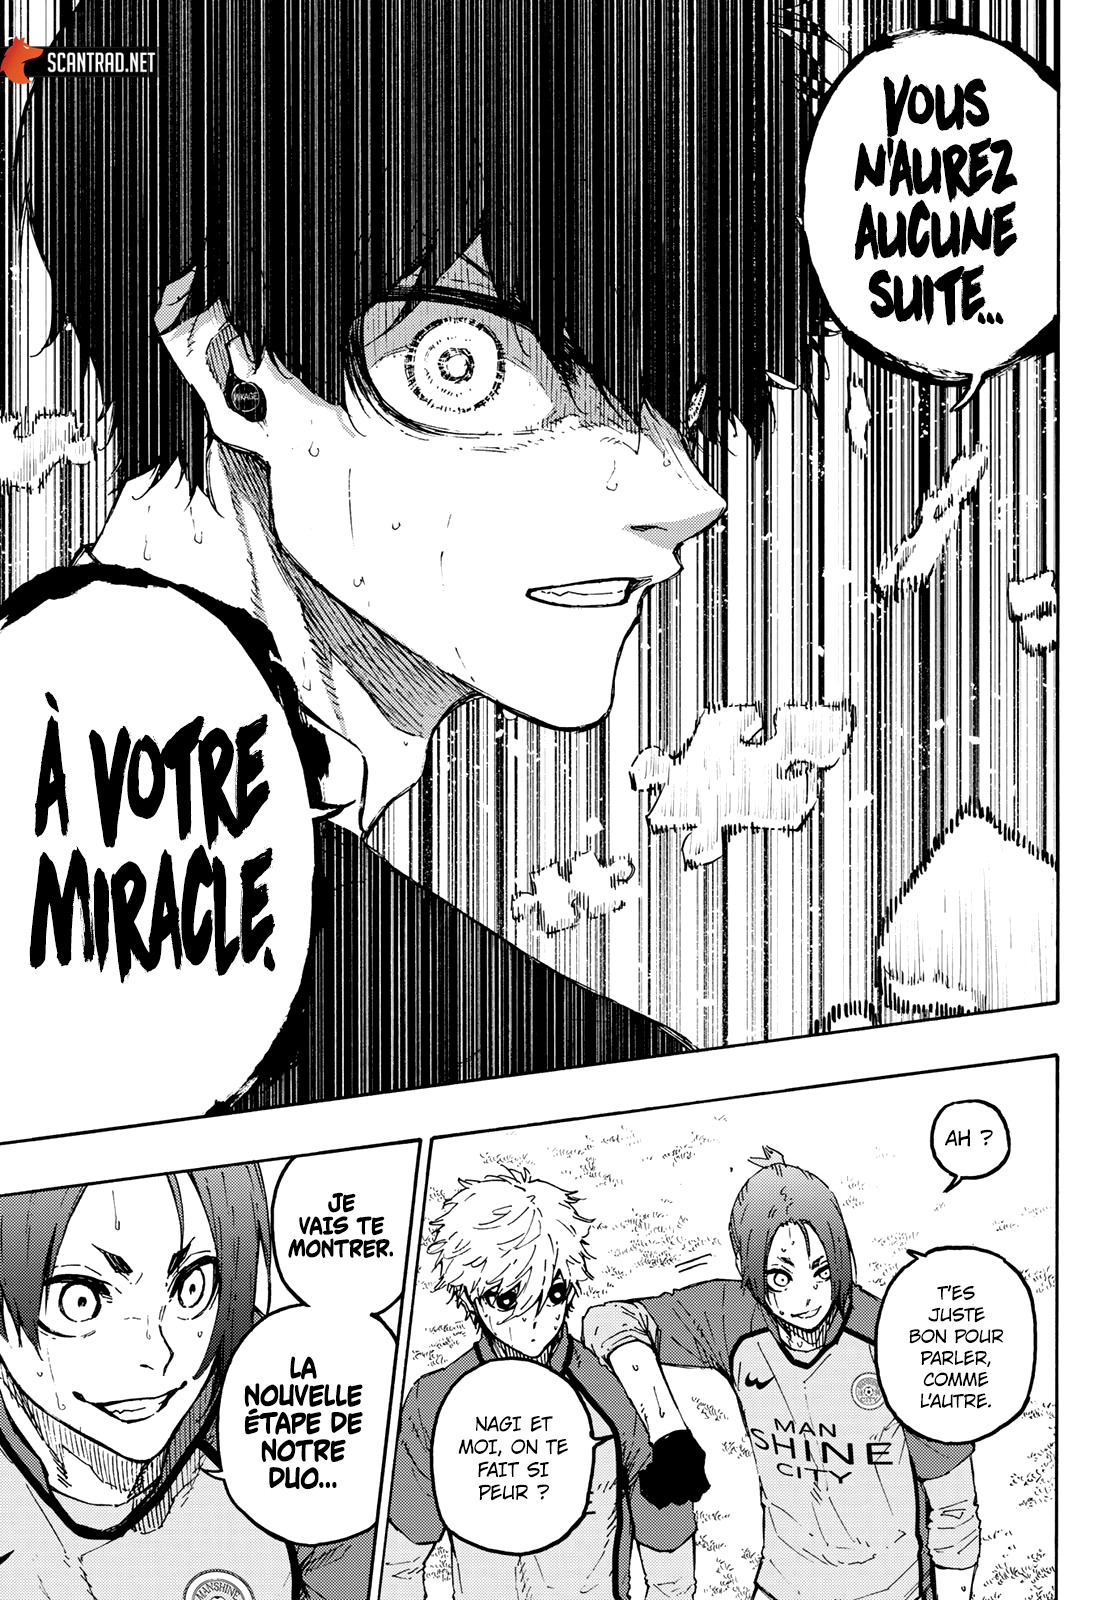 SCANTRAD.NET
VOUS
N'AUREZ
AUCUNE
SUITE...
MIKAGE
À VOTRE
MIRACLE.
AH ?
T'ES
JUSTE
BON POUR
PARLER,
COMME
L'AUTRE.
MAN
SHINE
CITY
NAGI ET
MOI, ON TE
FAIT SI
PEUR ?
JE
VAIS TE
MONTRER.
LA
NOUVELLE
ÉTAPE DE
NOTRE
DUO...
MANSHINE